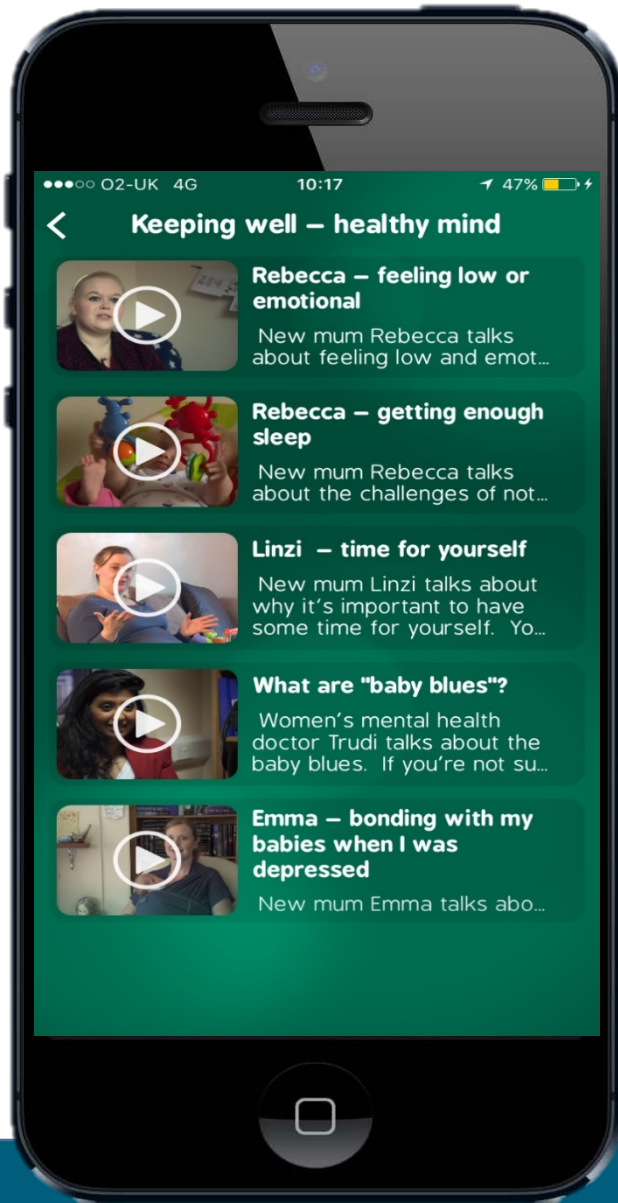 O2-UK 4G 10:17 47%
Keeping well – healthy mind
Rebecca – feeling low or
emotional
New mum Rebecca talks
about feeling low and emot...
Rebecca – getting enough
sleep
New mum Rebecca talks
about the challenges of not...
Linzi – time for yourself
New mum Linzi talks about
why it's important to have
some time for yourself. Yo...
What are "baby blues"?
Women's mental health
doctor Trudi talks about the
baby blues. If you're not su...
Emma – bonding with my
babies when I was
depressed
New mum Emma talks abo...